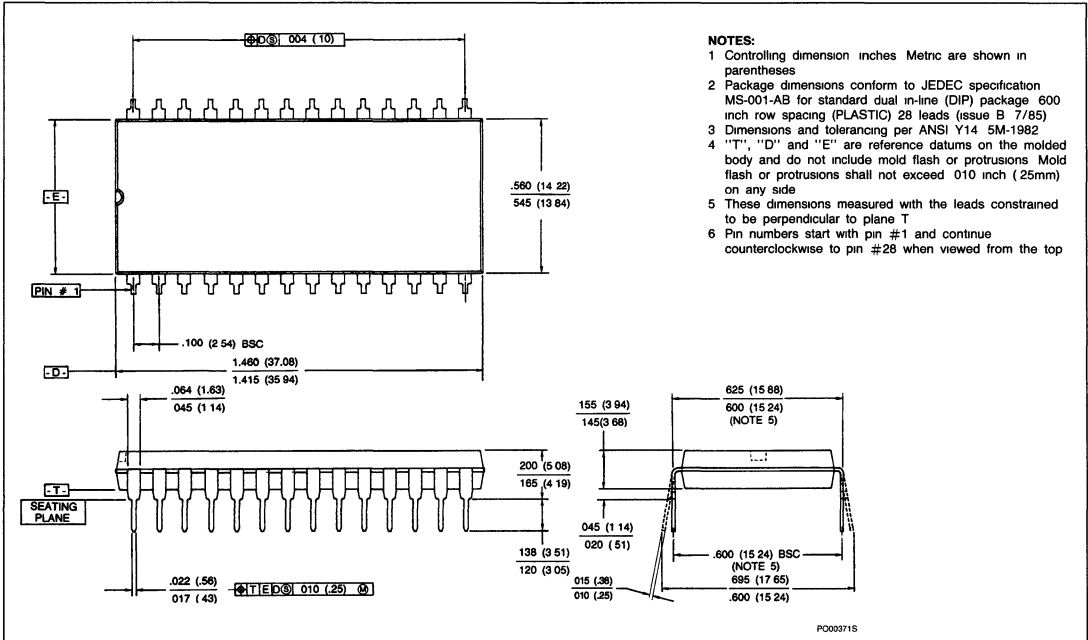 ⌖ D Ⓢ 004 (10)
NOTES:
1 Controlling dimension inches Metric are shown in
parentheses
2 Package dimensions conform to JEDEC specification
MS-001-AB for standard dual in-line (DIP) package 600
inch row spacing (PLASTIC) 28 leads (issue B 7/85)
3 Dimensions and tolerancing per ANSI Y14 5M-1982
4 "T", "D" and "E" are reference datums on the molded
body and do not include mold flash or protrusions Mold
flash or protrusions shall not exceed 010 inch ( 25mm)
on any side
5 These dimensions measured with the leads constrained
to be perpendicular to plane T
6 Pin numbers start with pin #1 and continue
counterclockwise to pin #28 when viewed from the top
-E-
.560 (14 22)
545 (13 84)
PIN # 1
.100 (2 54) BSC
-D-
1.460 (37.08)
1.415 (35 94)
.064 (1.63)
045 (1 14)
155 (3 94)
145(3 68)
625 (15 88)
600 (15 24)
(NOTE 5)
200 (5 08)
165 (4 19)
-T-
SEATING
PLANE
045 (1 14)
020 ( 51)
138 (3 51)
120 (3 05)
.600 (15 24) BSC
(NOTE 5)
695 (17 65)
.600 (15 24)
015 (.38)
010 (.25)
.022 (.56)
017 ( 43)
⌖ T E D Ⓢ 010 (.25) Ⓜ
PO00371S